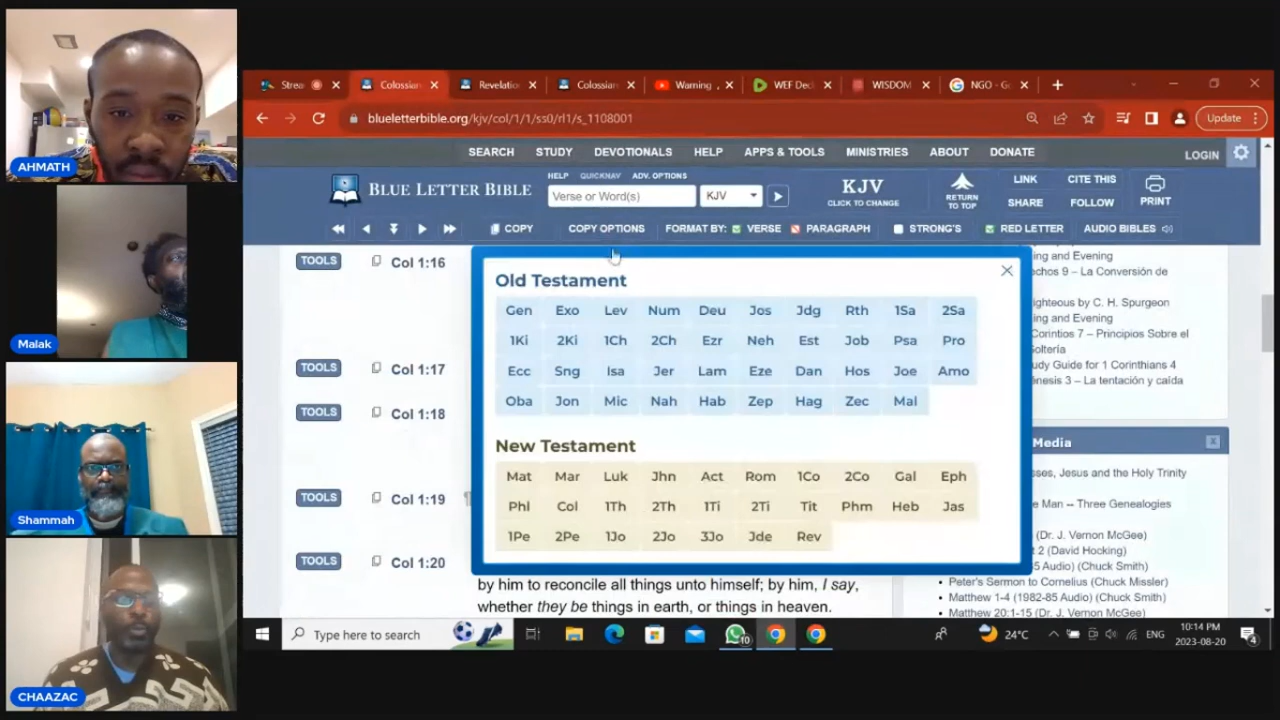 AHMATH
Malak
Shammah
CHAAZAC
Strea
Colossian
Revelation
Colossian
Warning ,
WEF Dec
WISDOM
NGO - Go
blueletterbible.org/kjv/col/1/1/ss0/rl1/s_1108001
Update
SEARCH STUDY DEVOTIONALS HELP APPS & TOOLS MINISTRIES ABOUT DONATE
LOGIN
BLUE LETTER BIBLE
HELP QUICKNAV ADV. OPTIONS
Verse or Word(s)
KJV
KJV
CLICK TO CHANGE
RETURN
TO TOP
LINK
SHARE
CITE THIS
FOLLOW
PRINT
COPY COPY OPTIONS FORMAT BY: VERSE PARAGRAPH STRONG'S RED LETTER AUDIO BIBLES
TOOLS Col 1:16
TOOLS Col 1:17
TOOLS Col 1:18
TOOLS Col 1:19 ¶
TOOLS Col 1:20
Old Testament
Gen Exo Lev Num Deu Jos Jdg Rth 1Sa 2Sa
1Ki 2Ki 1Ch 2Ch Ezr Neh Est Job Psa Pro
Ecc Sng Isa Jer Lam Eze Dan Hos Joe Amo
Oba Jon Mic Nah Hab Zep Hag Zec Mal
New Testament
Mat Mar Luk Jhn Act Rom 1Co 2Co Gal Eph
Phl Col 1Th 2Th 1Ti 2Ti Tit Phm Heb Jas
1Pe 2Pe 1Jo 2Jo 3Jo Jde Rev
by him to reconcile all things unto himself; by him, I say,
whether they be things in earth, or things in heaven.
ing and Evening
echos 9 – La Conversión de
ighteous by C. H. Spurgeon
ing and Evening
Corintios 7 – Principios Sobre el
Soltería
udy Guide for 1 Corinthians 4
énesis 3 – La tentación y caída
Media
sses, Jesus and the Holy Trinity
e Man -- Three Genealogies
(Dr. J. Vernon McGee)
t 2 (David Hocking)
85 Audio) (Chuck Smith)
Peter's Sermon to Cornelius (Chuck Missler)
Matthew 1-4 (1982-85 Audio) (Chuck Smith)
Matthew 20:1-15 (Dr. J. Vernon McGee)
Type here to search
10
24°C
ENG
10:14 PM
2023-08-20
4